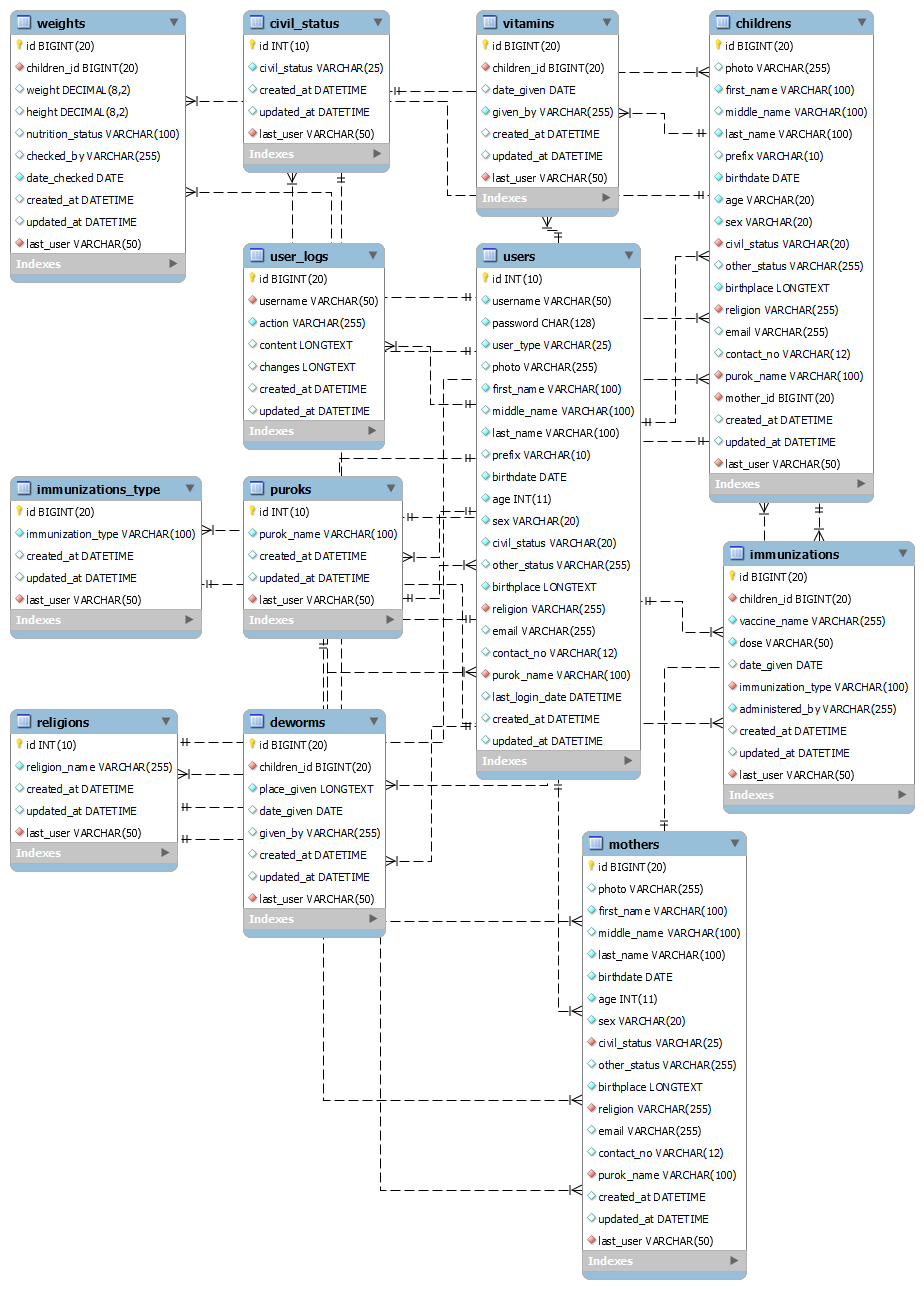 weights
id BIGINT(20)
children_id BIGINT(20)
weight DECIMAL(8,2)
height DECIMAL(8,2)
nutrition_status VARCHAR(100)
checked_by VARCHAR(255)
date_checked DATE
created_at DATETIME
updated_at DATETIME
last_user VARCHAR(50)
Indexes
civil_status
id INT(10)
civil_status VARCHAR(25)
created_at DATETIME
updated_at DATETIME
last_user VARCHAR(50)
Indexes
vitamins
id BIGINT(20)
children_id BIGINT(20)
date_given DATE
given_by VARCHAR(255)
created_at DATETIME
updated_at DATETIME
last_user VARCHAR(50)
Indexes
childrens
id BIGINT(20)
photo VARCHAR(255)
first_name VARCHAR(100)
middle_name VARCHAR(100)
last_name VARCHAR(100)
prefix VARCHAR(10)
birthdate DATE
age VARCHAR(20)
sex VARCHAR(20)
civil_status VARCHAR(20)
other_status VARCHAR(255)
birthplace LONGTEXT
religion VARCHAR(255)
email VARCHAR(255)
contact_no VARCHAR(12)
purok_name VARCHAR(100)
mother_id BIGINT(20)
created_at DATETIME
updated_at DATETIME
last_user VARCHAR(50)
Indexes
user_logs
id BIGINT(20)
username VARCHAR(50)
action VARCHAR(255)
content LONGTEXT
changes LONGTEXT
created_at DATETIME
updated_at DATETIME
Indexes
users
id INT(10)
username VARCHAR(50)
password CHAR(128)
user_type VARCHAR(25)
photo VARCHAR(255)
first_name VARCHAR(100)
middle_name VARCHAR(100)
last_name VARCHAR(100)
prefix VARCHAR(10)
birthdate DATE
age INT(11)
sex VARCHAR(20)
civil_status VARCHAR(20)
other_status VARCHAR(255)
birthplace LONGTEXT
religion VARCHAR(255)
email VARCHAR(255)
contact_no VARCHAR(12)
purok_name VARCHAR(100)
last_login_date DATETIME
created_at DATETIME
updated_at DATETIME
Indexes
immunizations_type
id BIGINT(20)
immunization_type VARCHAR(100)
created_at DATETIME
updated_at DATETIME
last_user VARCHAR(50)
Indexes
puroks
id INT(10)
purok_name VARCHAR(100)
created_at DATETIME
updated_at DATETIME
last_user VARCHAR(50)
Indexes
immunizations
id BIGINT(20)
children_id BIGINT(20)
vaccine_name VARCHAR(255)
dose VARCHAR(50)
date_given DATE
immunization_type VARCHAR(100)
administered_by VARCHAR(255)
created_at DATETIME
updated_at DATETIME
last_user VARCHAR(50)
Indexes
religions
id INT(10)
religion_name VARCHAR(255)
created_at DATETIME
updated_at DATETIME
last_user VARCHAR(50)
Indexes
deworms
id BIGINT(20)
children_id BIGINT(20)
place_given LONGTEXT
date_given DATE
given_by VARCHAR(255)
created_at DATETIME
updated_at DATETIME
last_user VARCHAR(50)
Indexes
mothers
id BIGINT(20)
photo VARCHAR(255)
first_name VARCHAR(100)
middle_name VARCHAR(100)
last_name VARCHAR(100)
birthdate DATE
age INT(11)
sex VARCHAR(20)
civil_status VARCHAR(25)
other_status VARCHAR(255)
birthplace LONGTEXT
religion VARCHAR(255)
email VARCHAR(255)
contact_no VARCHAR(12)
purok_name VARCHAR(100)
created_at DATETIME
updated_at DATETIME
last_user VARCHAR(50)
Indexes